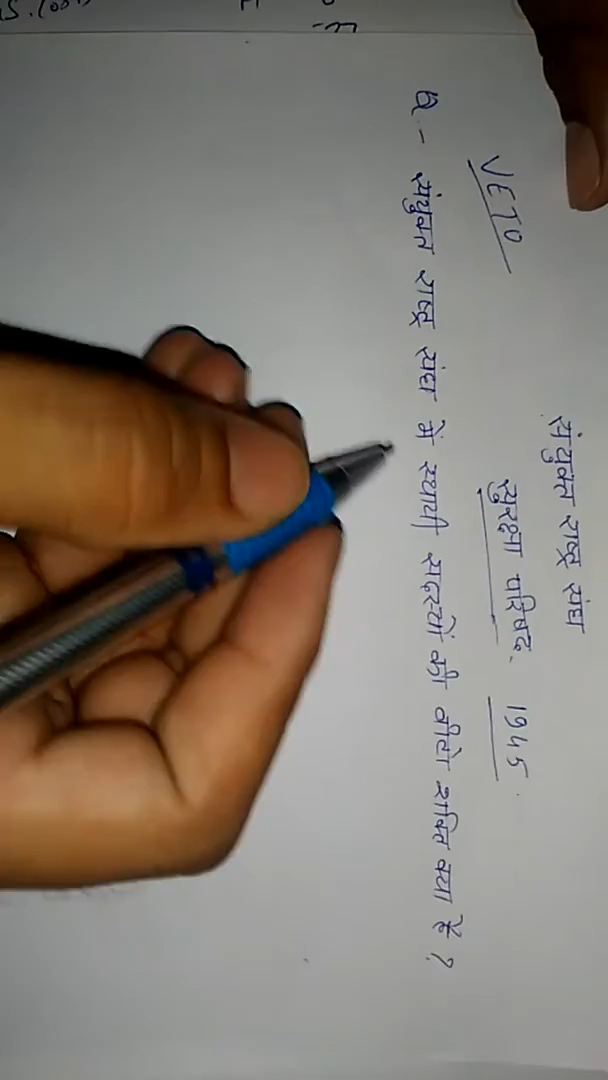 संयुक्त राष्ट्र संघ
सुरक्षा परिषद. 1945
VETO
Q - संयुक्त राष्ट्र संघ में स्थायी सदस्यों की वीटो शक्ति क्या है ?